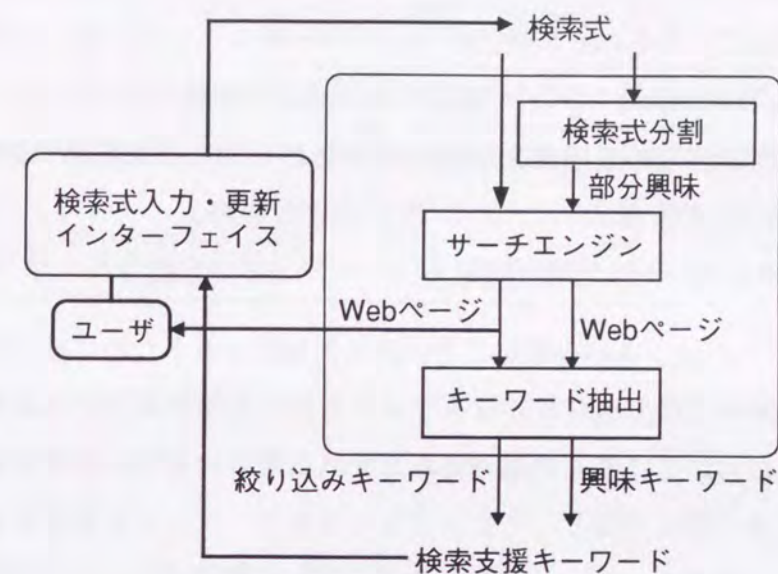 検索式
検索式分割
部分興味
検索式入力・更新
インターフェイス
サーチエンジン
Webページ
Webページ
ユーザ
キーワード抽出
絞り込みキーワード
興味キーワード
検索支援キーワード